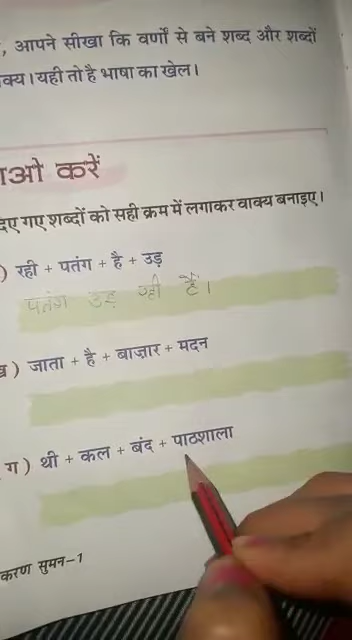 , आपने सीखा कि वर्णों से बने शब्द और शब्दों
क्य। यही तो है भाषा का खेल।
ाओ करें
दिए गए शब्दों को सही क्रम में लगाकर वाक्य बनाइए।
) रही + पतंग + है + उड़
पतंग उड़ रही है।
ख) जाता + है + बाज़ार + मदन
ग) थी + कल + बंद + पाठशाला
करण सुमन-1